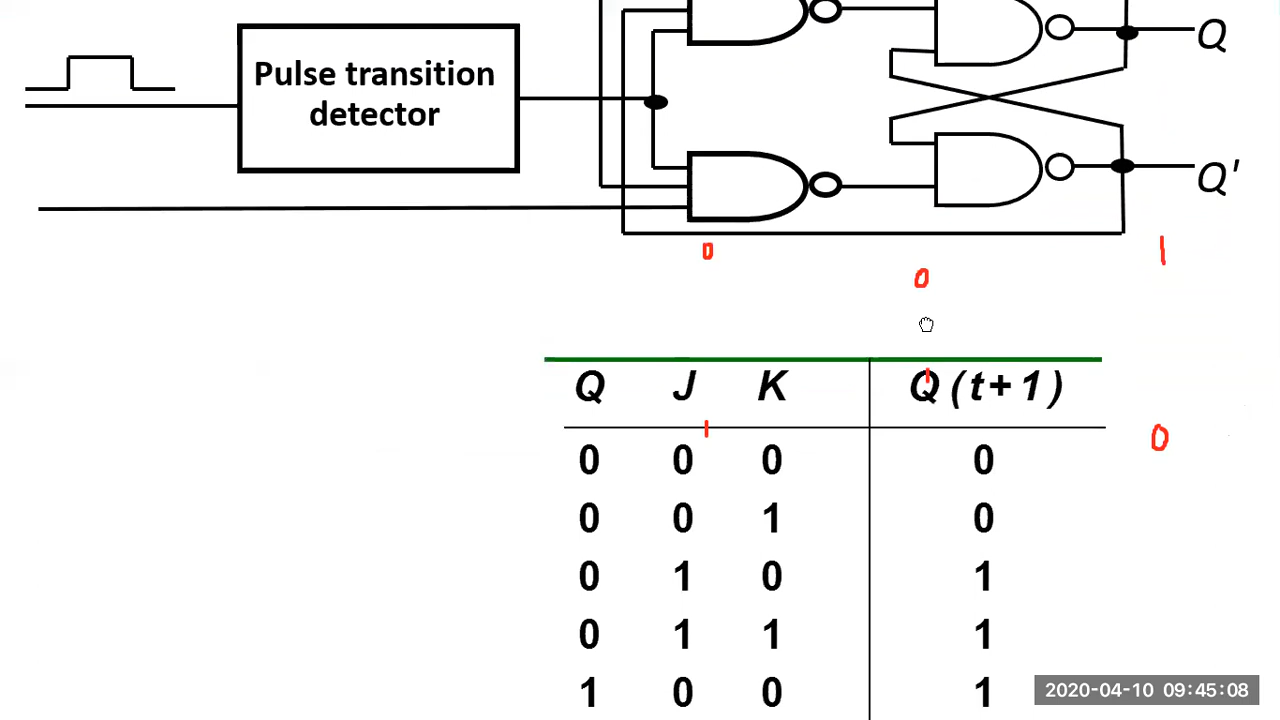 Q
Pulse transition
detector
Q'
0
1
0
Q J K Q(t+1)
1
1
0
0 0 0 0
0 0 1 0
0 1 0 1
0 1 1 1
1 0 0 1
2020-04-10 09:45:08